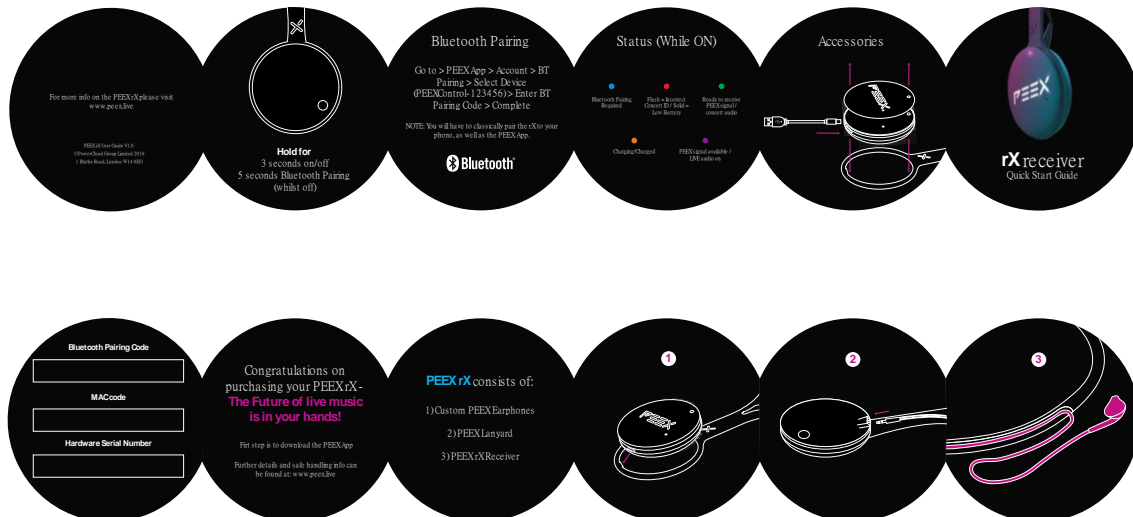 For more info on the PEEX rX please visit
www.peex.live
PEEX rX User Guide V1.0
©PowerChord Group Limited 2019
1 Blythe Road, London W14 0HG
Hold for
3 seconds on/off
5 seconds Bluetooth Pairing
(whilst off)
Bluetooth Pairing
Go to > PEEX App > Account > BT
Pairing > Select Device
(PEEXControl-123456) > Enter BT
Pairing Code > Complete
NOTE: You will have to classically pair the rX to your
phone, as well as the PEEX App.
Bluetooth®
Status (While ON)
Bluetooth Pairing
Required
Flash = Incorrect
Concert ID / Solid =
Low Battery
Ready to receive
PEEX signal /
concert audio
Charging/Charged
PEEX signal available /
LIVE audio on
Accessories
PEEX
PEEX
rX receiver
Quick Start Guide
Bluetooth Pairing Code
MAC code
Hardware Serial Number
Congratulations on
purchasing your PEEX rX -
The Future of live music
is in your hands!
Firt step is to download the PEEX App
Further details and safe handling info can
be found at: www.peex.live
PEEX rX consists of:
1) Custom PEEX Earphones
2) PEEX Lanyard
3) PEEX rX Receiver
1
PEEX
2
3